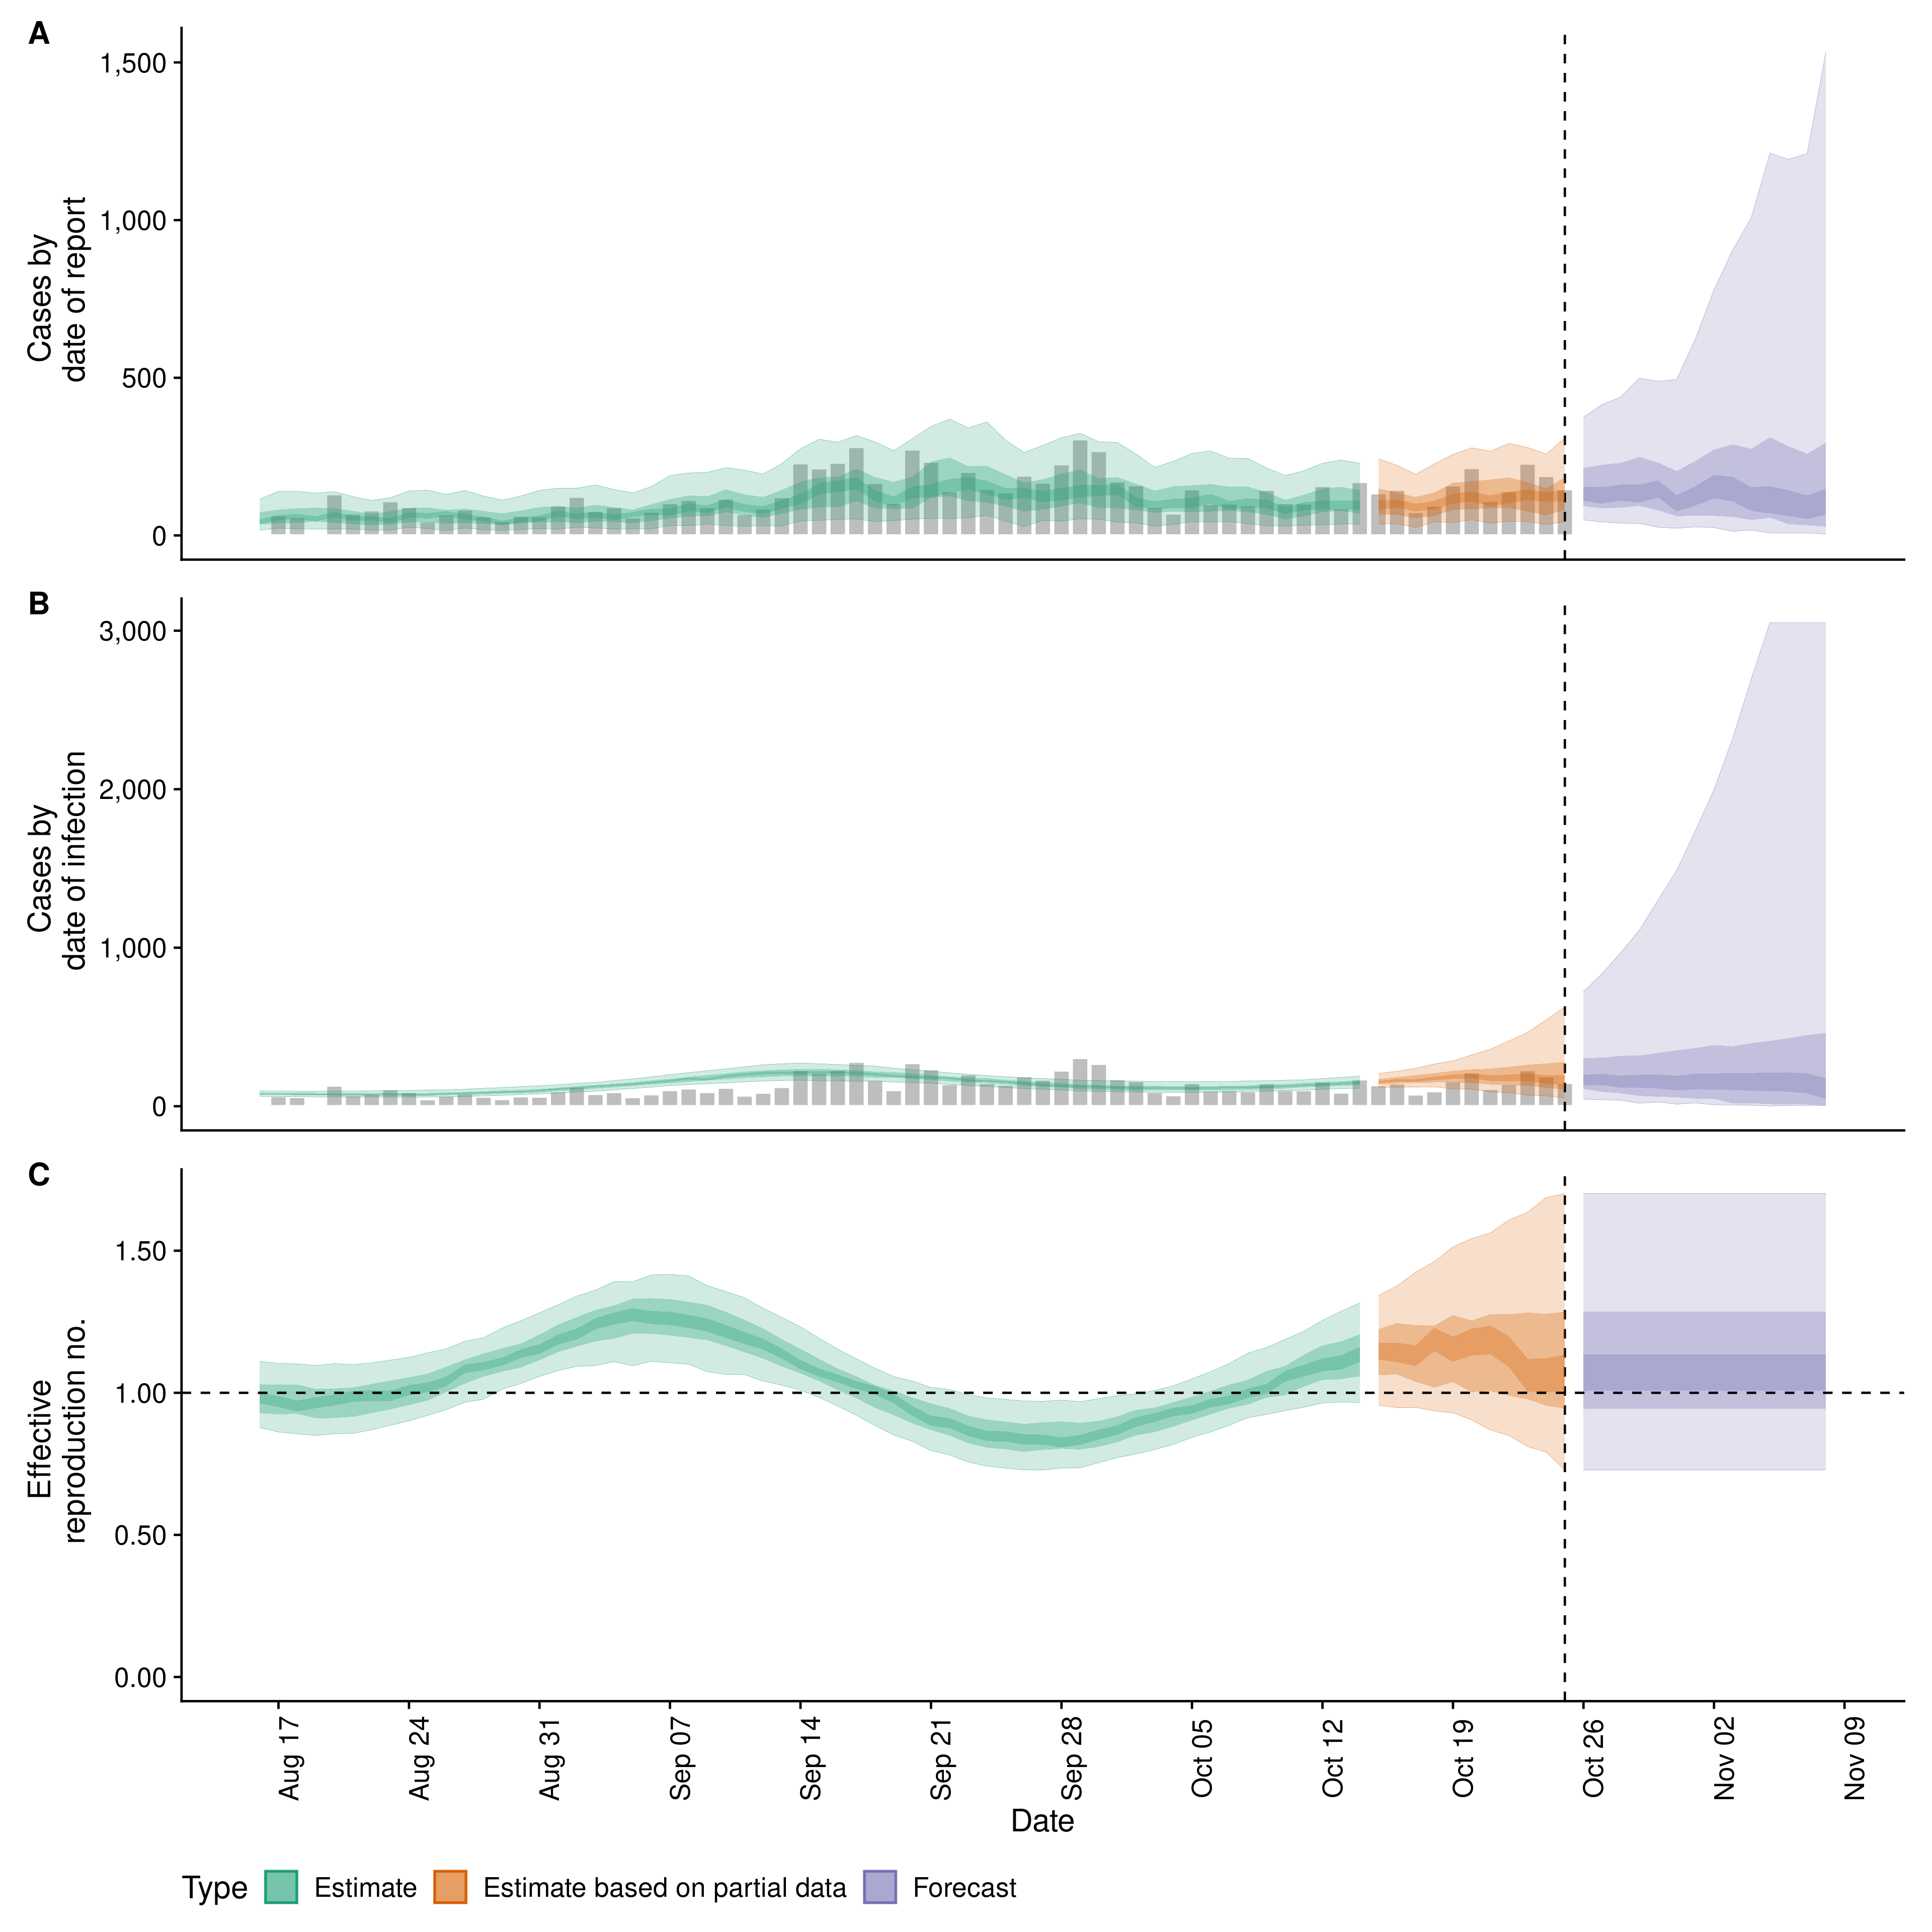 A
Cases by
date of report
1,500
1,000
500
0
B
Cases by
date of infection
3,000
2,000
1,000
0
C
Effective
reproduction no.
1.50
1.00
0.50
0.00
Aug 17
Aug 24
Aug 31
Sep 07
Sep 14
Sep 21
Sep 28
Oct 05
Oct 12
Oct 19
Oct 26
Nov 02
Nov 09
Date
Type Estimate Estimate based on partial data Forecast